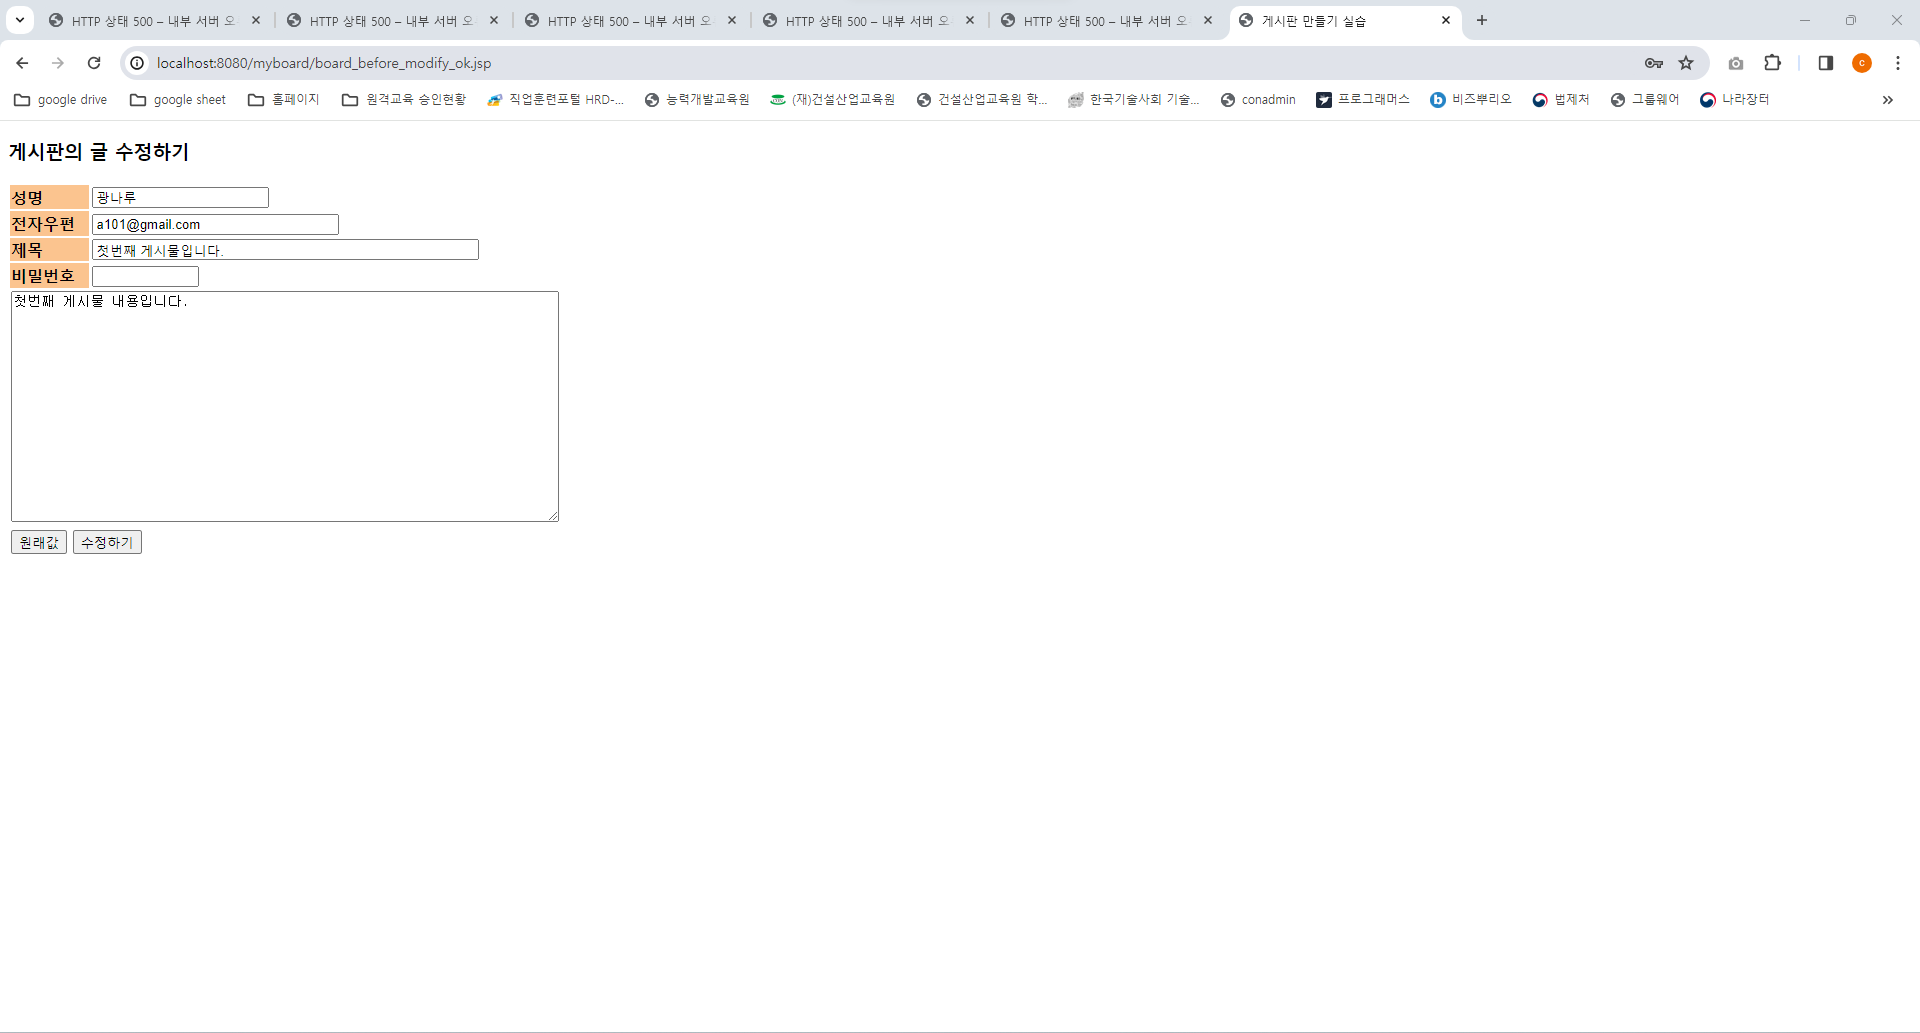 HTTP 상태 500 – 내부 서버 오 HTTP 상태 500 – 내부 서버 오 HTTP 상태 500 – 내부 서버 오 HTTP 상태 500 – 내부 서버 오 HTTP 상태 500 – 내부 서버 오 게시판 만들기 실습
localhost:8080/myboard/board_before_modify_ok.jsp c
google drive google sheet 홈페이지 원격교육 승인현황 직업훈련포털 HRD-... 능력개발교육원 (재)건설산업교육원 건설산업교육원 학... 한국기술사회 기술... conadmin 프로그래머스 비즈뿌리오 법제처 그룹웨어 나라장터
게시판의 글 수정하기
성명 광나루
전자우편 a101@gmail.com
제목 첫번째 게시물입니다.
비밀번호
첫번째 게시물 내용입니다.
원래값 수정하기